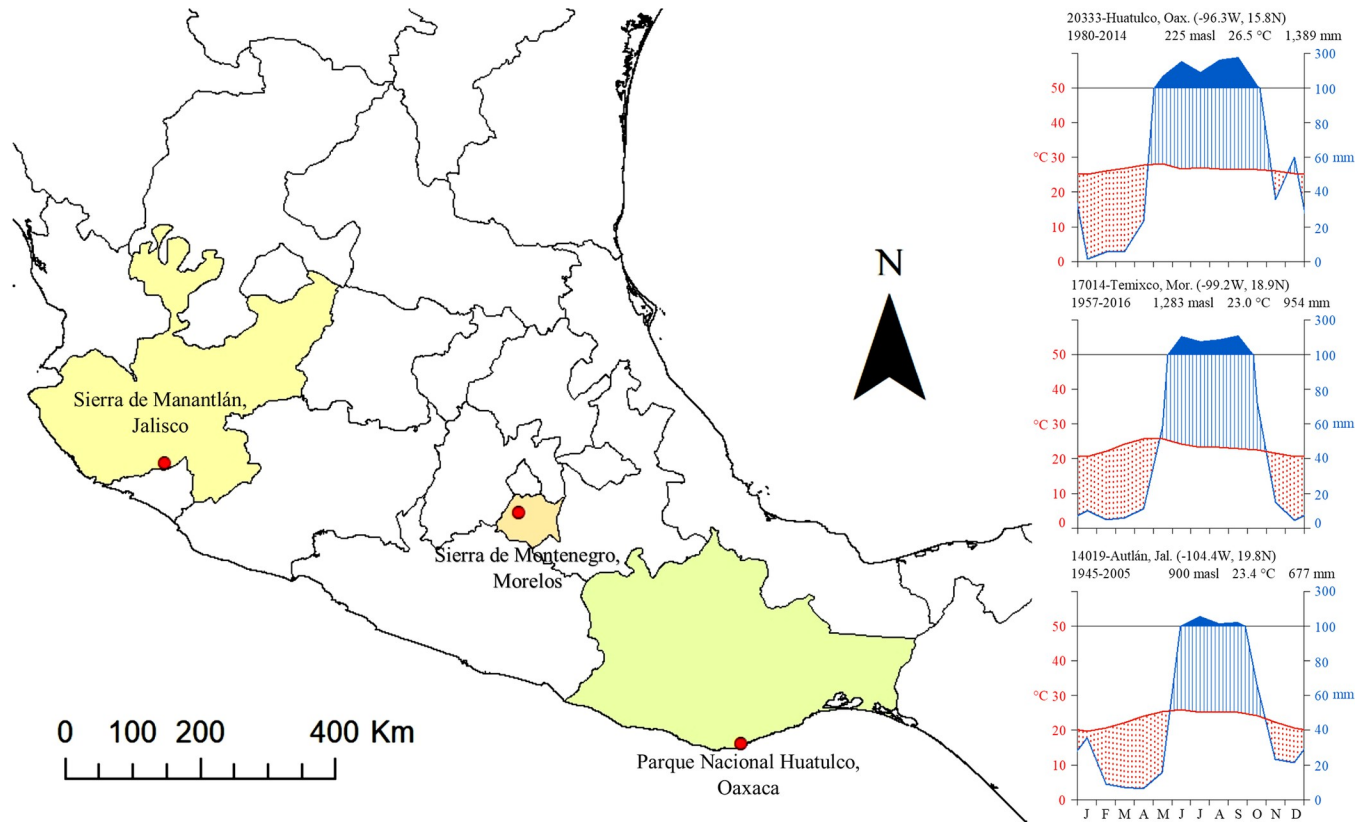 Sierra de Manantlán,
Jalisco
Sierra de Montenegro,
Morelos
Parque Nacional Huatulco,
Oaxaca
N
0 100 200 400 Km
20333-Huatulco, Oax. (-96.3W, 15.8N)
1980-2014 225 masl 26.5 °C 1,389 mm
300
50 100
40 80
°C 30 60 mm
20 40
10 20
0 0
17014-Temixco, Mor. (-99.2W, 18.9N)
1957-2016 1,283 masl 23.0 °C 954 mm
300
50 100
40 80
°C 30 60 mm
20 40
10 20
0 0
14019-Autlán, Jal. (-104.4W, 19.8N)
1945-2005 900 masl 23.4 °C 677 mm
300
50 100
40 80
°C 30 60 mm
20 40
10 20
0 0
J F M A M J J A S O N D